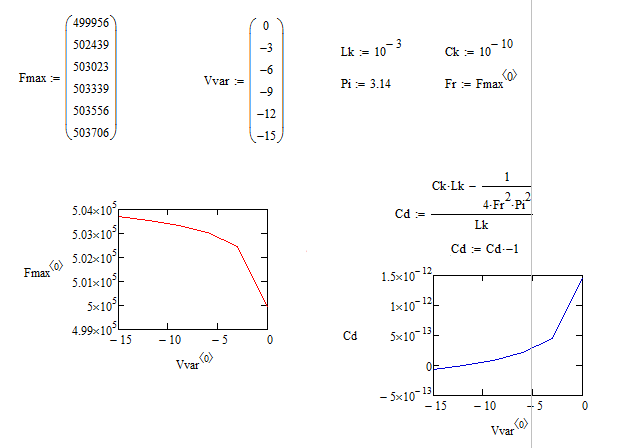 Fmax := (499956 502439 503023 503339 503556 503706)
Vvar := (0 −3 −6 −9 −12 −15)
Lk := 10^−3 Ck := 10^−10
Pi := 3.14 Fr := Fmax^⟨0⟩
Cd := (Ck·Lk − 1/(4·Fr^2·Pi^2))/Lk
Cd := Cd·−1
5.04×10^5
5.03×10^5
5.02×10^5
5.01×10^5
5×10^5
4.99×10^5
Fmax^⟨0⟩
−15 −10 −5 0
Vvar^⟨0⟩
1.5×10^−12
1×10^−12
5×10^−13
0
−5×10^−13
Cd
−15 −10 −5 0
Vvar^⟨0⟩